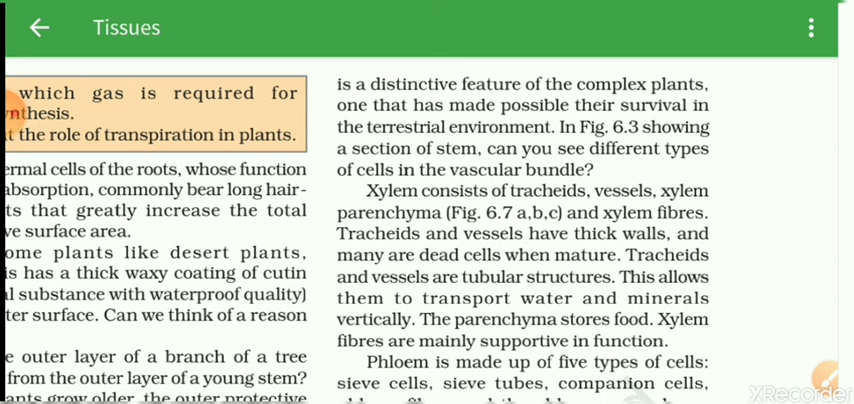 Tissues
which gas is required for
nthesis.
t the role of transpiration in plants.
ermal cells of the roots, whose function
absorption, commonly bear long hair-
ts that greatly increase the total
ve surface area.
ome plants like desert plants,
is has a thick waxy coating of cutin
al substance with waterproof quality)
ter surface. Can we think of a reason
e outer layer of a branch of a tree
from the outer layer of a young stem?
ants grow older, the outer protective
is a distinctive feature of the complex plants,
one that has made possible their survival in
the terrestrial environment. In Fig. 6.3 showing
a section of stem, can you see different types
of cells in the vascular bundle?
Xylem consists of tracheids, vessels, xylem
parenchyma (Fig. 6.7 a,b,c) and xylem fibres.
Tracheids and vessels have thick walls, and
many are dead cells when mature. Tracheids
and vessels are tubular structures. This allows
them to transport water and minerals
vertically. The parenchyma stores food. Xylem
fibres are mainly supportive in function.
Phloem is made up of five types of cells:
sieve cells, sieve tubes, companion cells,
XRecorder